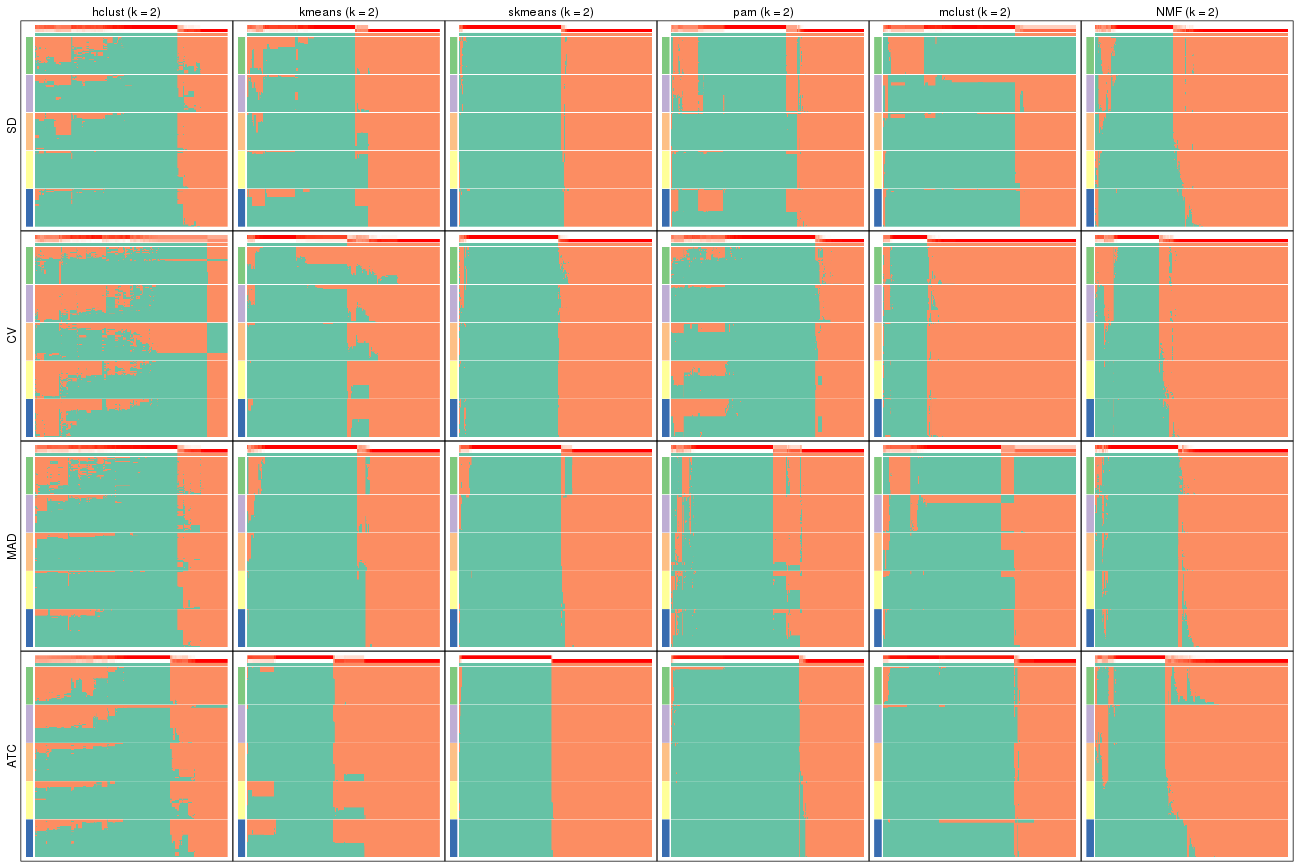 hclust (k = 2) kmeans (k = 2) skmeans (k = 2) pam (k = 2) mclust (k = 2) NMF (k = 2)
SD
CV
MAD
ATC